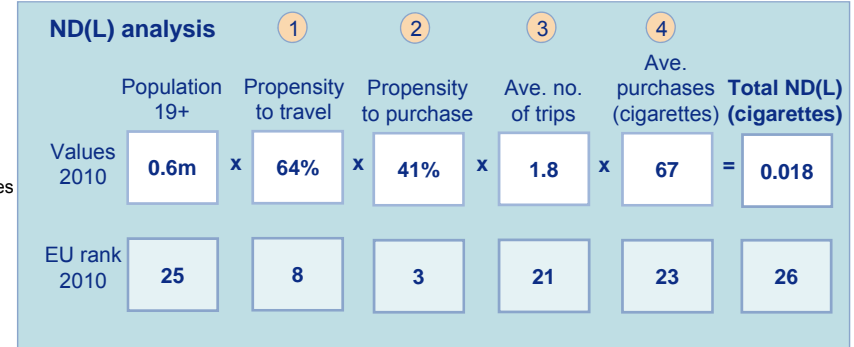 ND(L) analysis 1 2 3 4
Population 19+ Propensity to travel Propensity to purchase Ave. no. of trips Ave. purchases (cigarettes) Total ND(L) (cigarettes)
Values 2010 0.6m x 64% x 41% x 1.8 x 67 = 0.018
es
EU rank 2010 25 8 3 21 23 26